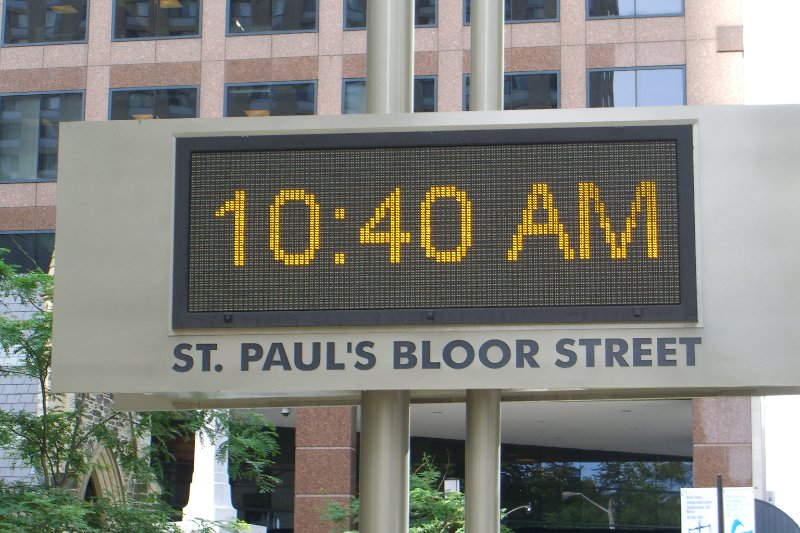 10:40 AM
ST. PAUL'S BLOOR STREET